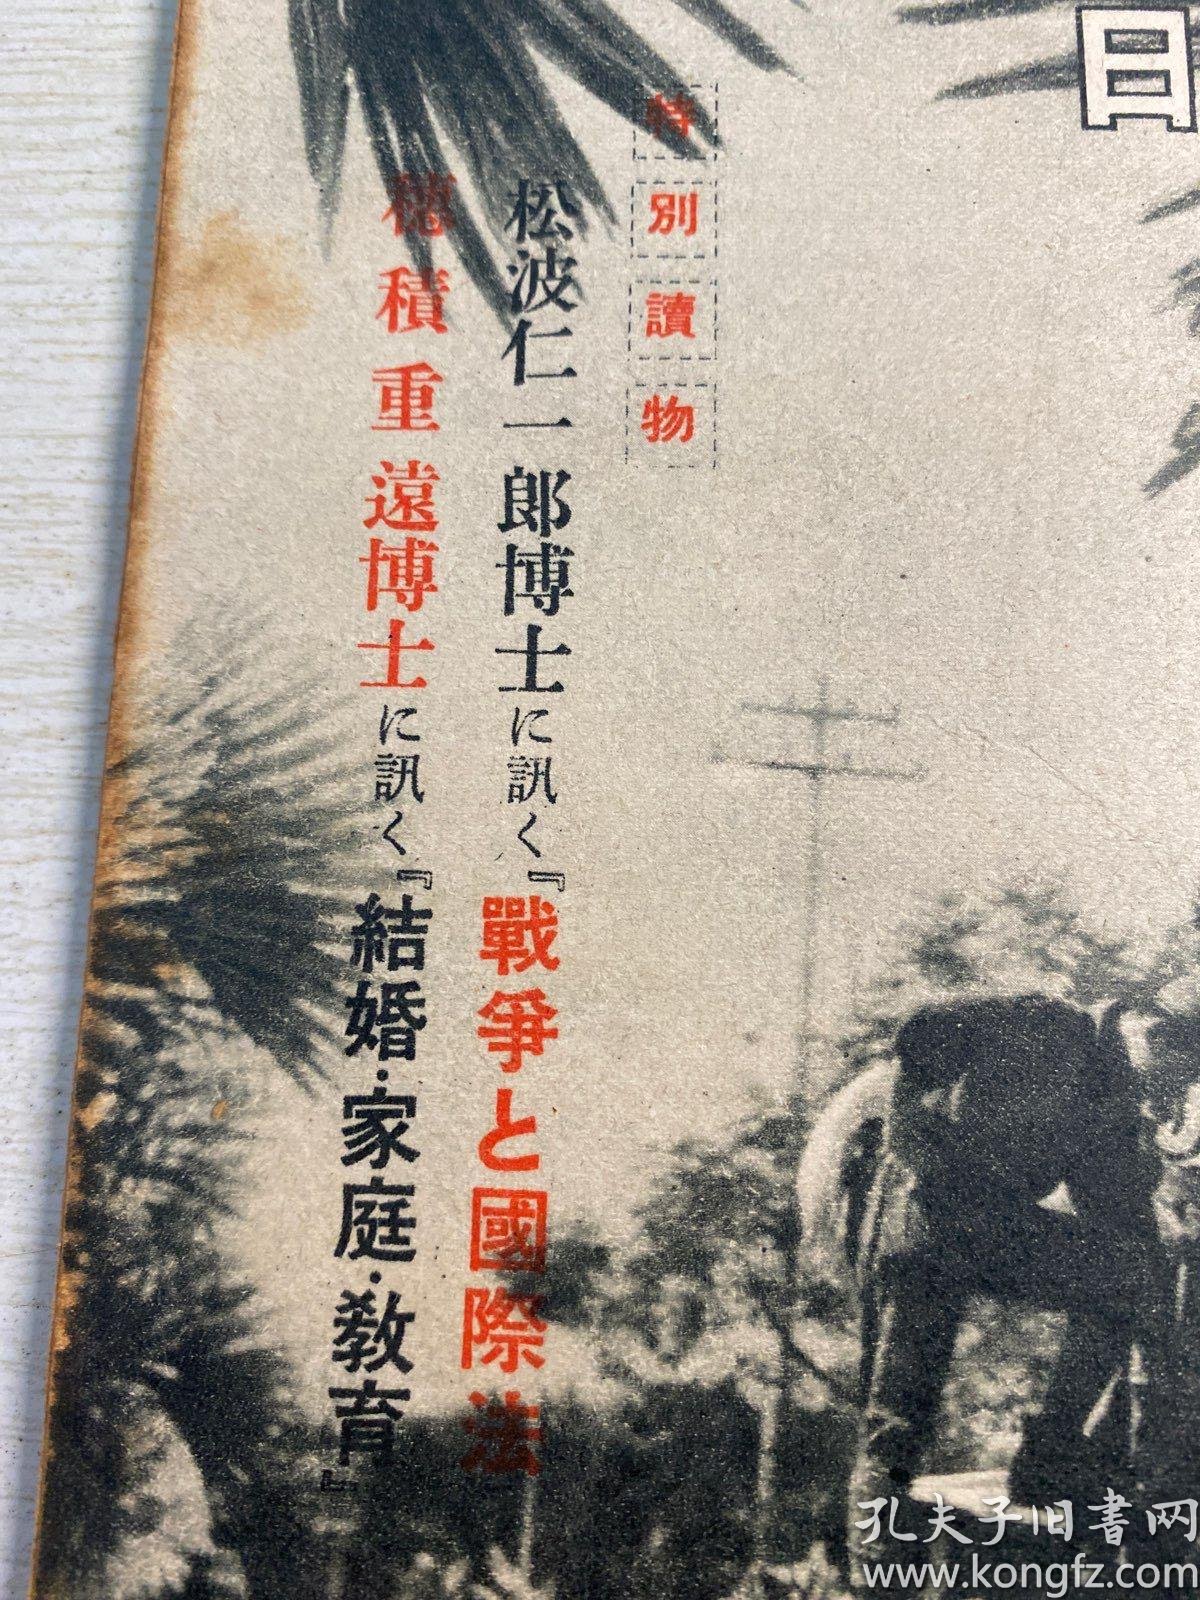 日
特別讀物
松波仁一郎博士に訊く『戰爭と國際法
穂積重遠博士に訊く『結婚・家庭・教育』
孔夫子旧书网
www.kongfz.com